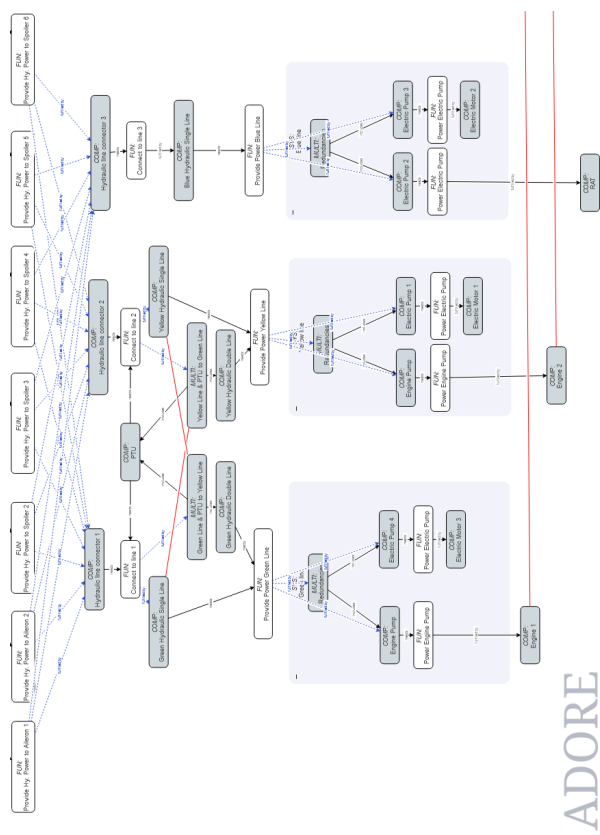 FUN:
Provide Hy. Power to Spoiler 6
FUN:
Provide Hy. Power to Spoiler 5
FUN:
Provide Hy. Power to Spoiler 4
FUN:
Provide Hy. Power to Spoiler 3
FUN:
Provide Hy. Power to Spoiler 2
FUN:
Provide Hy. Power to Aileron 2
FUN:
Provide Hy. Power to Aileron 1
COMP:
Hydraulic line connector 3
COMP:
Hydraulic line connector 2
COMP:
Hydraulic line connector 1
FUN:
Connect to line 3
FUN:
Connect to line 2
COMP:
PTU
FUN:
Connect to line 1
COMP:
Blue Hydraulic Single Line
COMP:
Yellow Hydraulic Single Line
COMP:
Green Hydraulic Single Line
MULTI:
Yellow Line & PTU to Green Line
MULTI:
Green Line & PTU to Yellow Line
COMP:
Yellow Hydraulic Double Line
COMP:
Green Hydraulic Double Line
FUN:
Provide Power Blue Line
FUN:
Provide Power Yellow Line
FUN:
Provide Power Green Line
MULTI:
MULTI:
MULTI:
COMP:
Electric Pump 3
FUN:
Power Electric Pump
COMP:
Electric Motor 2
COMP:
Electric Pump 2
FUN:
Power Electric Pump
COMP:
RAT
COMP:
Electric Pump 1
FUN:
Power Electric Pump
COMP:
Electric Motor 1
COMP:
Engine Pump
FUN:
Power Engine Pump
COMP:
Engine 2
COMP:
Electric Pump 4
FUN:
Power Electric Pump
COMP:
Electric Motor 3
COMP:
Engine Pump
FUN:
Power Engine Pump
COMP:
Engine 1
ADORE